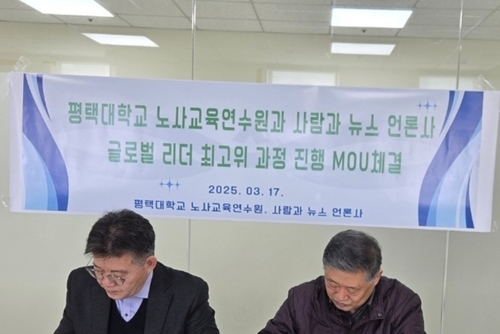 평택대학교 노사교육연수원과 사람과 뉴스 언론사
글로벌 리더 최고위 과정 진행 MOU체결
2025. 03. 17.
평택대학교 노사교육연수원. 사람과 뉴스 언론사